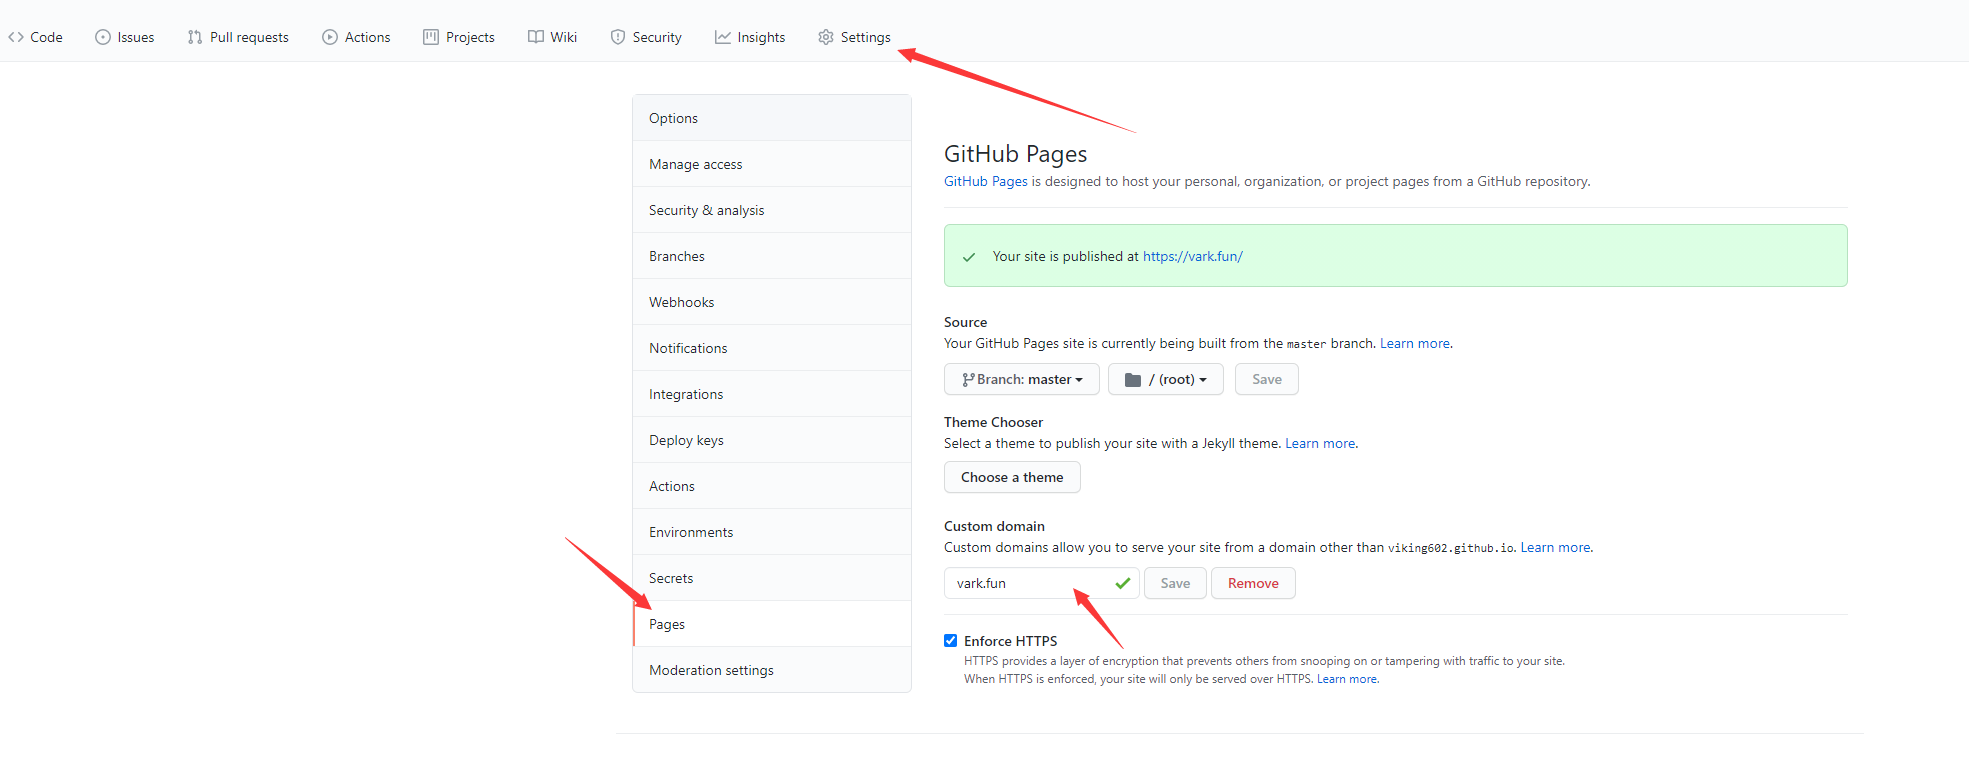 Code Issues Pull requests Actions Projects Wiki Security Insights Settings
Options
Manage access
Security & analysis
Branches
Webhooks
Notifications
Integrations
Deploy keys
Actions
Environments
Secrets
Pages
Moderation settings
GitHub Pages
GitHub Pages is designed to host your personal, organization, or project pages from a GitHub repository.
Your site is published at https://vark.fun/
Source
Your GitHub Pages site is currently being built from the master branch. Learn more.
Branch: master / (root) Save
Theme Chooser
Select a theme to publish your site with a Jekyll theme. Learn more.
Choose a theme
Custom domain
Custom domains allow you to serve your site from a domain other than viking602.github.io. Learn more.
vark.fun Save Remove
Enforce HTTPS
HTTPS provides a layer of encryption that prevents others from snooping on or tampering with traffic to your site.
When HTTPS is enforced, your site will only be served over HTTPS. Learn more.